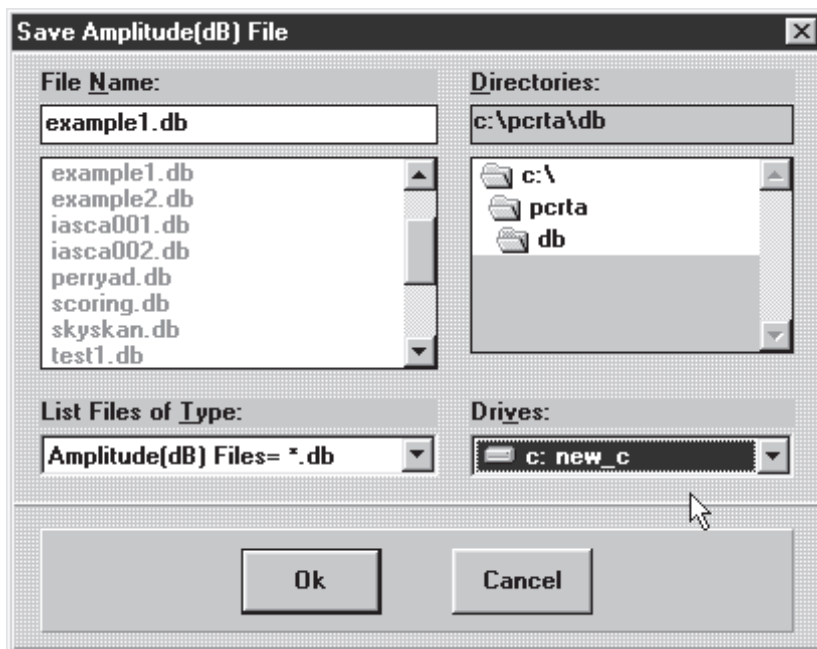 Save Amplitude(dB) File
File Name:
example1.db
example1.db
example2.db
iasca001.db
iasca002.db
perryad.db
scoring.db
skyskan.db
test1.db
List Files of Type:
Amplitude(dB) Files= *.db
Directories:
c:\pcrta\db
c:\
pcrta
db
Drives:
c: new_c
Ok
Cancel